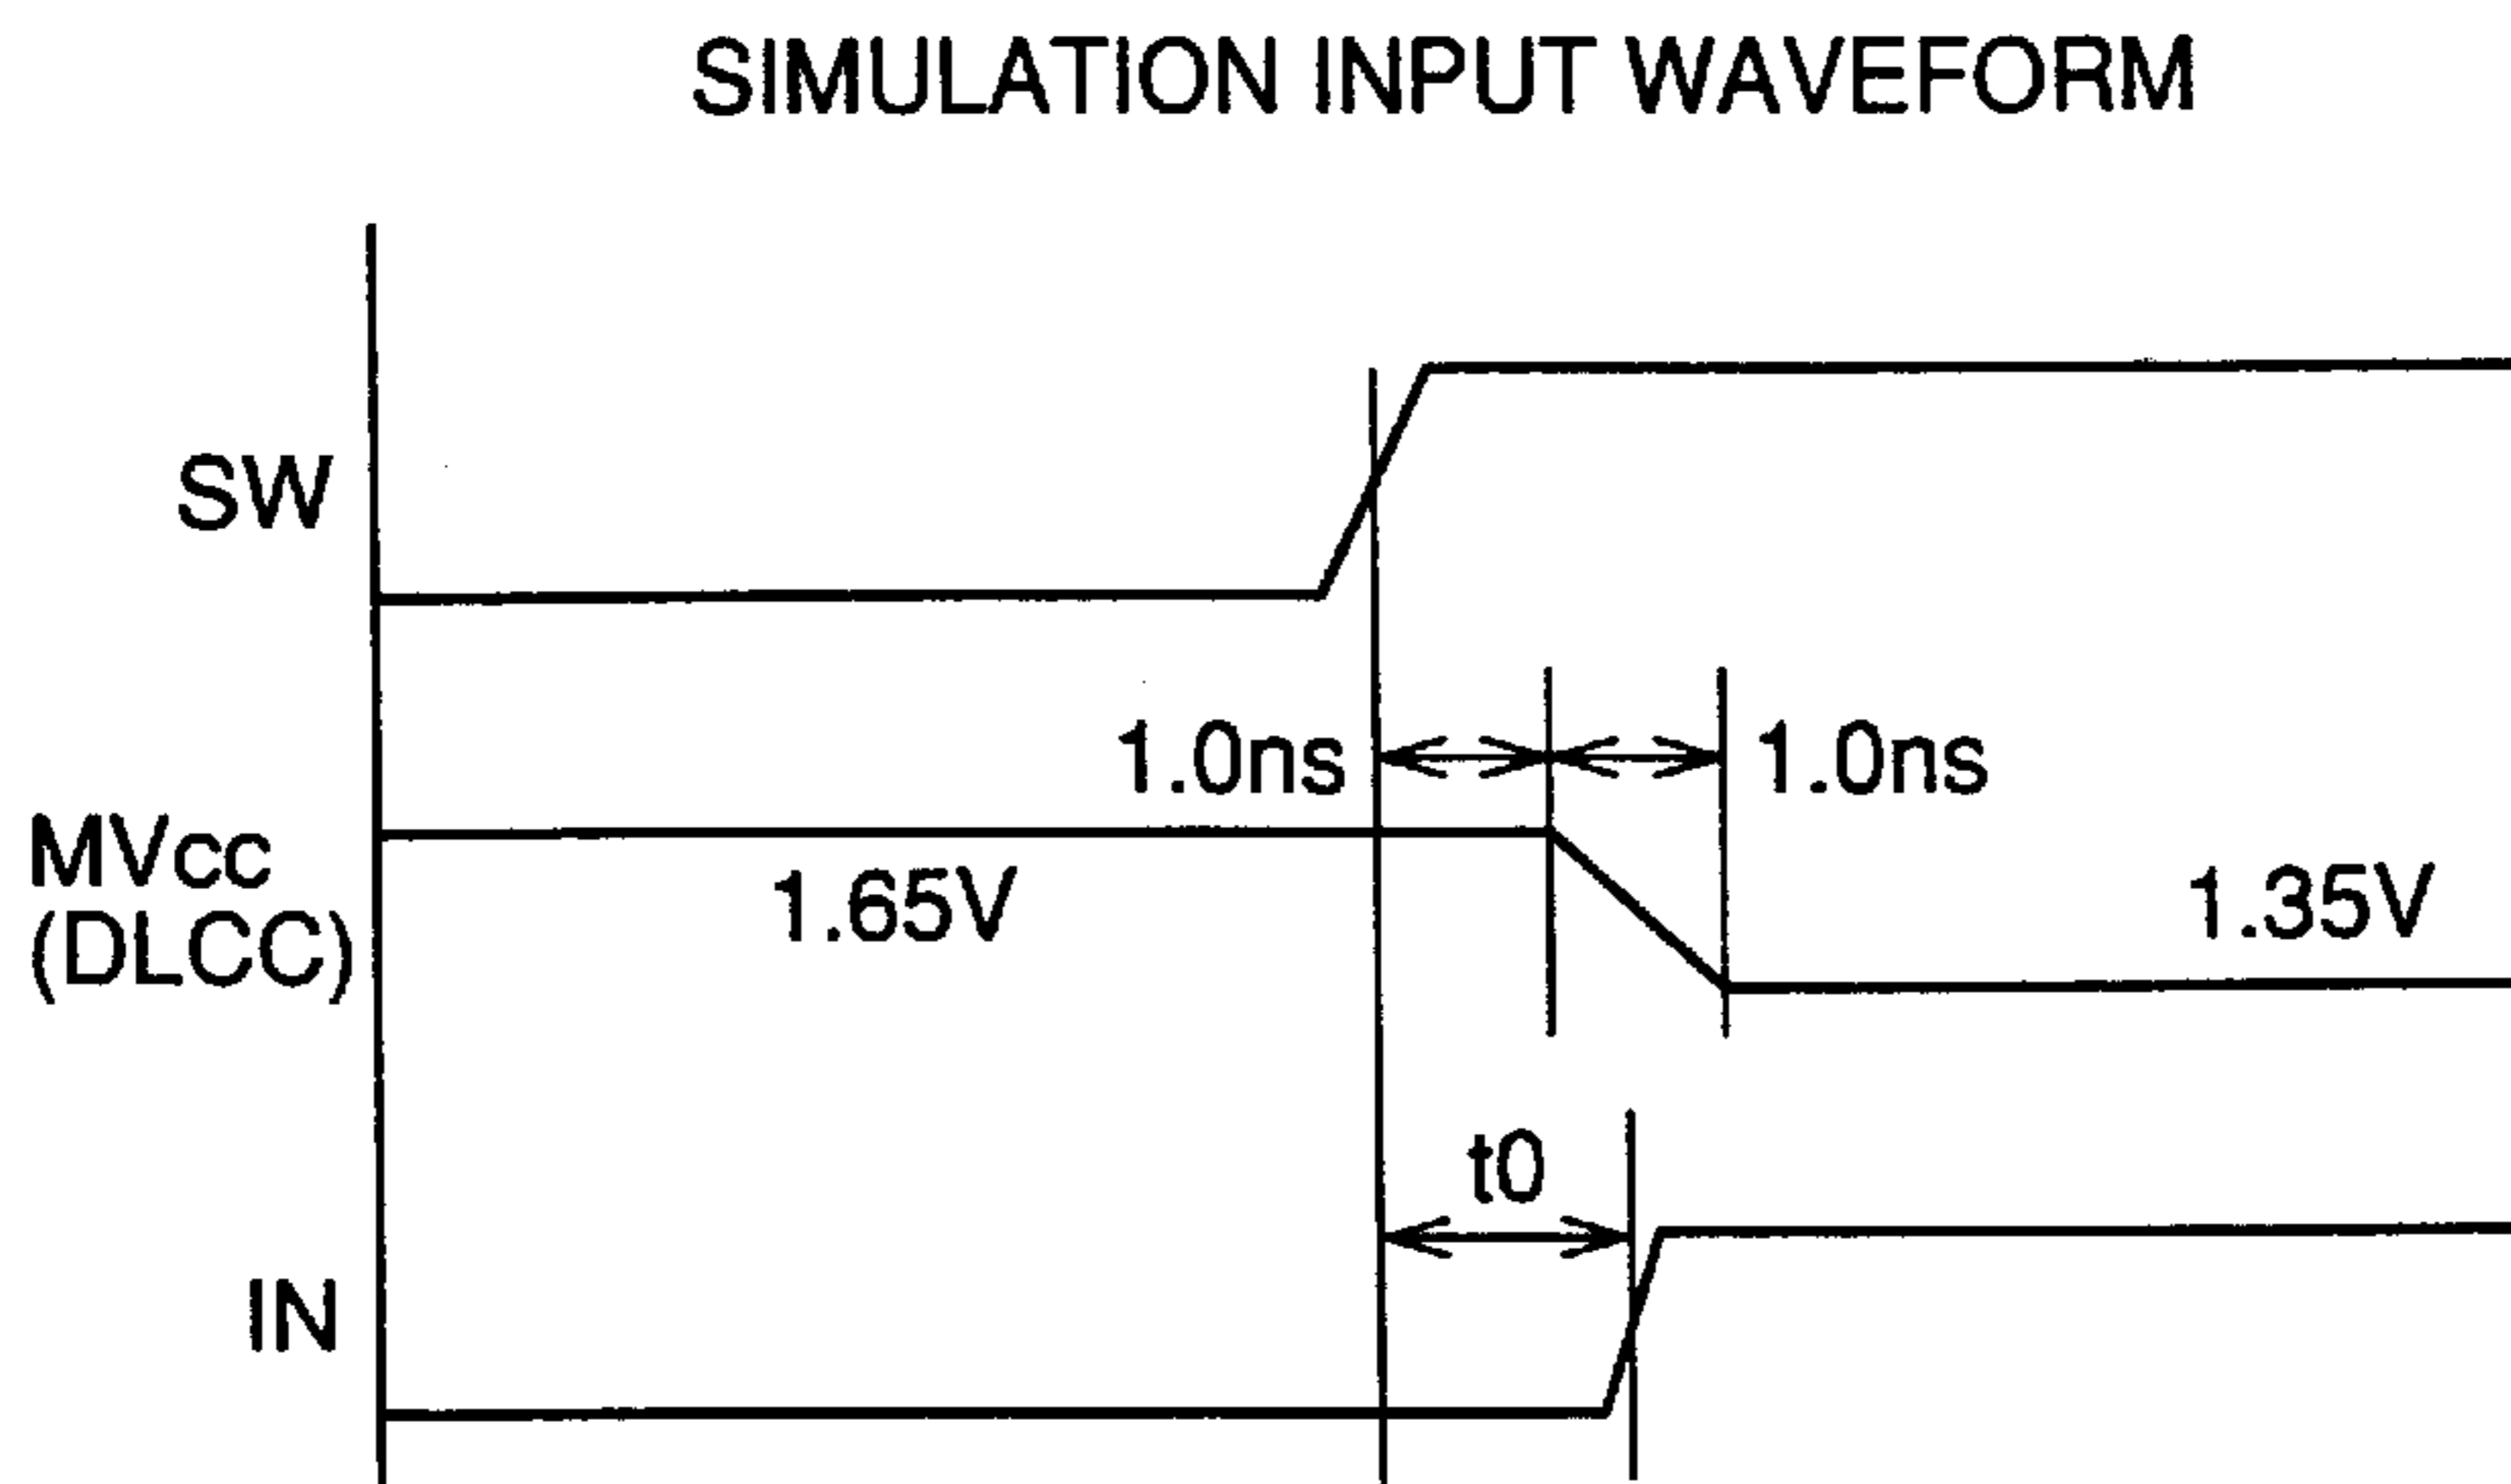 SIMULATION INPUT WAVEFORM
SW
1.0ns
1.0ns
MVcc
(DLCC)
1.65V
1.35V
t0
IN